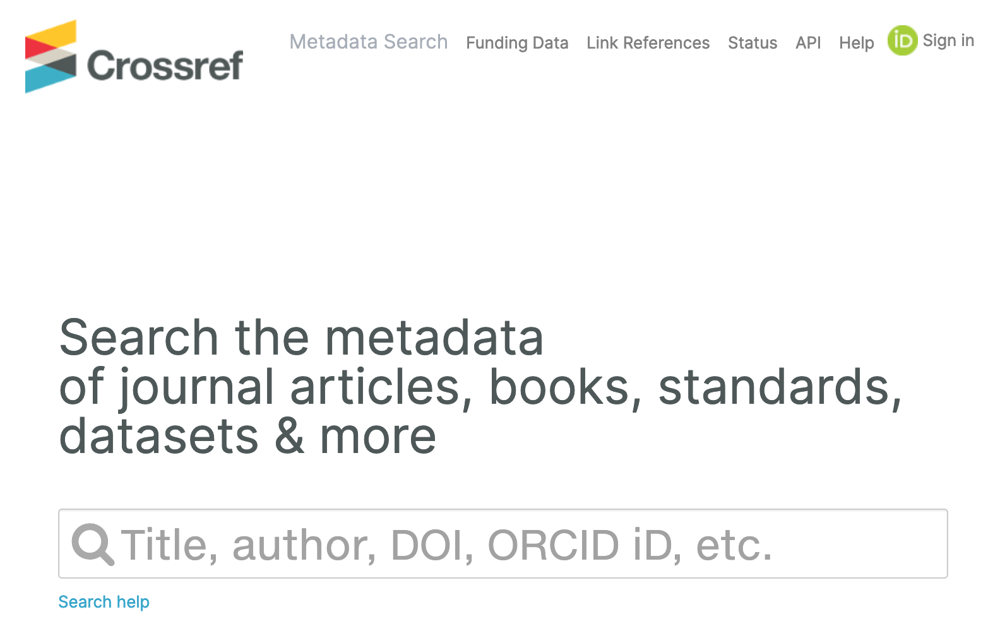 Crossref
Metadata Search Funding Data Link References Status API Help iD Sign in
Search the metadata
of journal articles, books, standards,
datasets & more
Title, author, DOI, ORCID iD, etc.
Search help